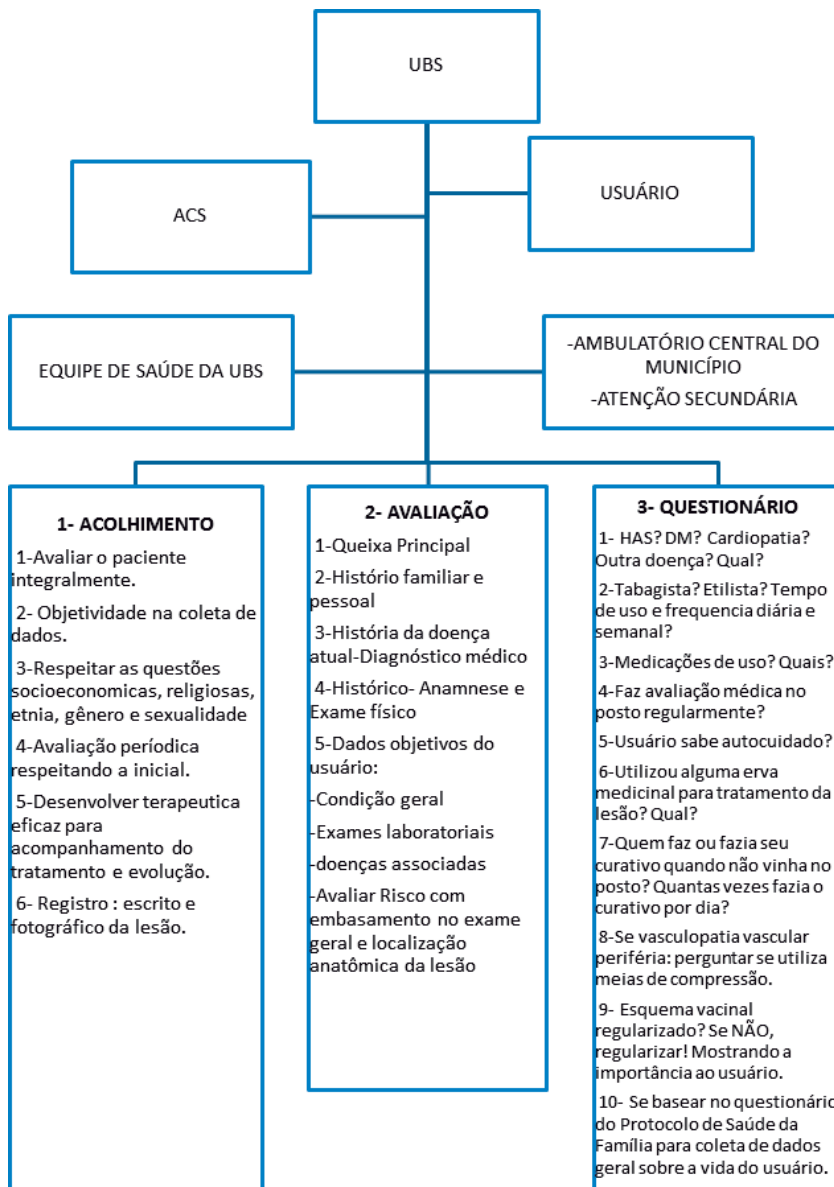 UBS
ACS
USUÁRIO
EQUIPE DE SAÚDE DA UBS
-AMBULATÓRIO CENTRAL DO
MUNICÍPIO
-ATENÇÃO SECUNDÁRIA
1- ACOLHIMENTO
1-Avaliar o paciente
integralmente.
2- Objetividade na coleta de
dados.
3-Respeitar as questões
socioeconomicas, religiosas,
etnia, gênero e sexualidade
4-Avaliação períodica
respeitando a inicial.
5-Desenvolver terapeutica
eficaz para
acompanhamento do
tratamento e evolução.
6- Registro : escrito e
fotográfico da lesão.
2- AVALIAÇÃO
1-Queixa Principal
2-Histório familiar e
pessoal
3-História da doença
atual-Diagnóstico médico
4-Histórico- Anamnese e
Exame físico
5-Dados objetivos do
usuário:
-Condição geral
-Exames laboratoriais
-doenças associadas
-Avaliar Risco com
embasamento no exame
geral e localização
anatômica da lesão
3- QUESTIONÁRIO
1- HAS? DM? Cardiopatia?
Outra doença? Qual?
2-Tabagista? Etilista? Tempo
de uso e frequencia diária e
semanal?
3-Medicações de uso? Quais?
4-Faz avaliação médica no
posto regularmente?
5-Usuário sabe autocuidado?
6-Utilizou alguma erva
medicinal para tratamento da
lesão? Qual?
7-Quem faz ou fazia seu
curativo quando não vinha no
posto? Quantas vezes fazia o
curativo por dia?
8-Se vasculopatia vascular
periféria: perguntar se utiliza
meias de compressão.
9- Esquema vacinal
regularizado? Se NÃO,
regularizar! Mostrando a
importância ao usuário.
10- Se basear no questionário
do Protocolo de Saúde da
Família para coleta de dados
geral sobre a vida do usuário.